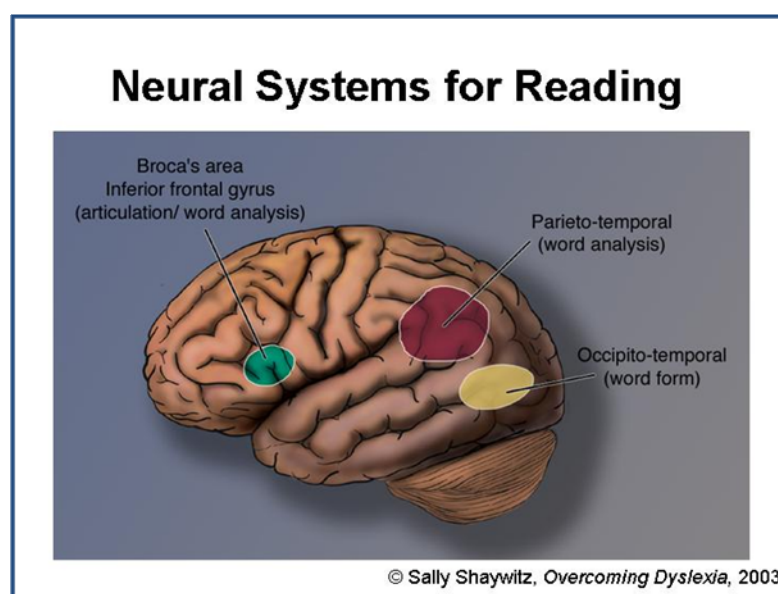 Neural Systems for Reading
Broca's area
Inferior frontal gyrus
(articulation/ word analysis)
Parieto-temporal
(word analysis)
Occipito-temporal
(word form)
© Sally Shaywitz, Overcoming Dyslexia, 2003